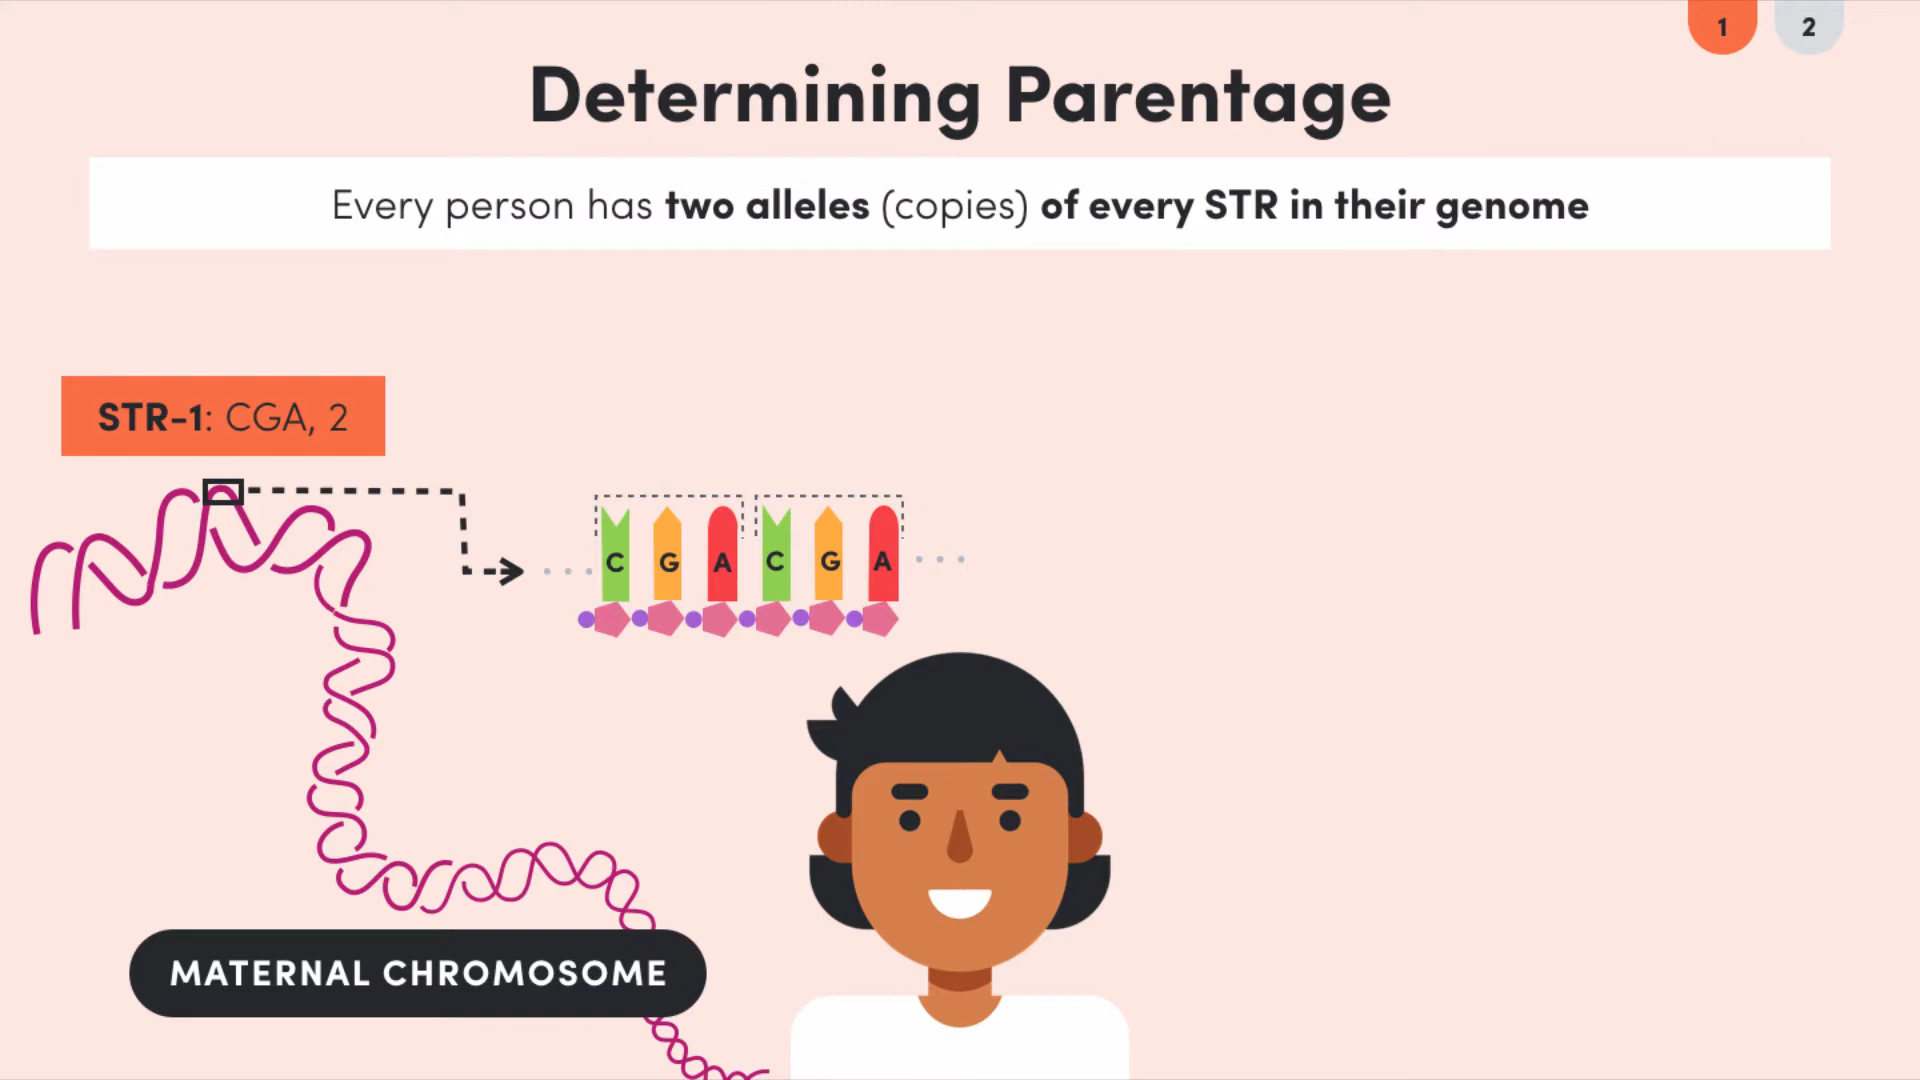 1 2
Determining Parentage
Every person has two alleles (copies) of every STR in their genome
STR-1: CGA, 2
C G A C G A
MATERNAL CHROMOSOME